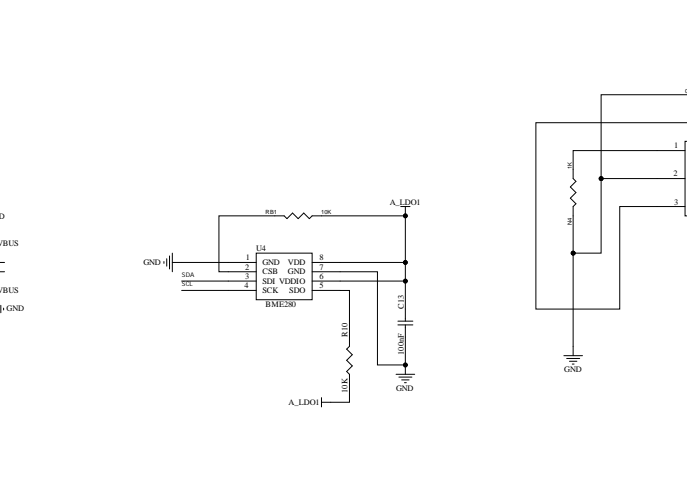 A_LDO1
RB1 10K
U4
GND 1 GND VDD 8
2 CSB GND 7
SDA 3 SDI VDDIO 6
SCL 4 SCK SDO 5
BME280
C13
100nF
R10
10K
A_LDO1
GND
D
VBUS
VBUS
GND
1
1K
2
3
GND